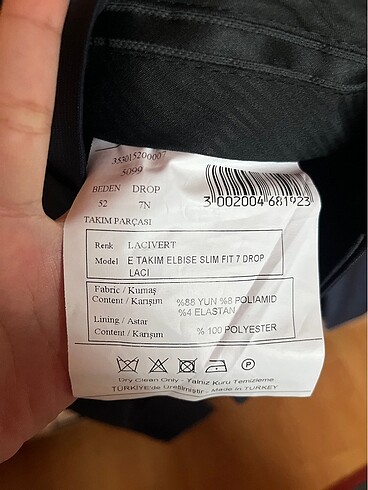 353015200007
5099
BEDEN DROP
52 7N
3 002004 681923
TAKIM PARÇASI
Renk LACIVERT
Model E TAKIM ELBISE SLIM FIT 7 DROP
LACI
Fabric / Kumaş
Content / Karışım %88 YUN %8 POLIAMID
%4 ELASTAN
Lining / Astar
Content / Karışım % 100 POLYESTER
P
Dry Clean Only - Yalnız Kuru Temizleme
TÜRKİYE'de Üretilmiştir - Made in TURKEY